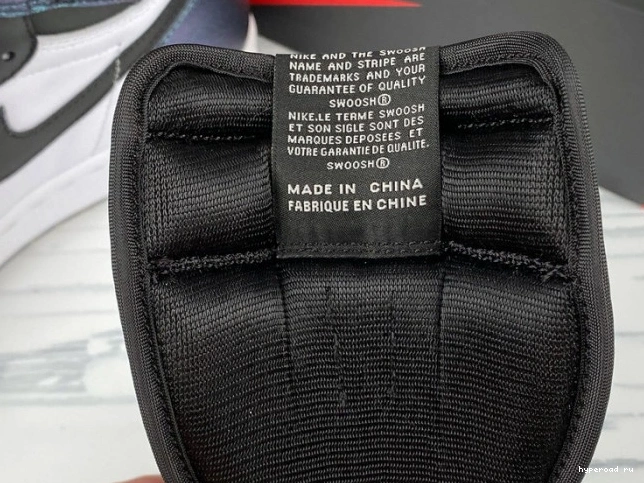 NIKE AND THE SWOOSH
NAME AND STRIPE ARE
TRADEMARKS AND YOUR
GUARANTEE OF QUALITY
SWOOSH®
NIKE.LE TERME SWOOSH
ET SON SIGLE SONT DES
MARQUES DEPOSEES ET
VOTRE GARANTIE DE QUALITE.
SWOOSH®
MADE IN CHINA
FABRIQUE EN CHINE
hyperoad.ru